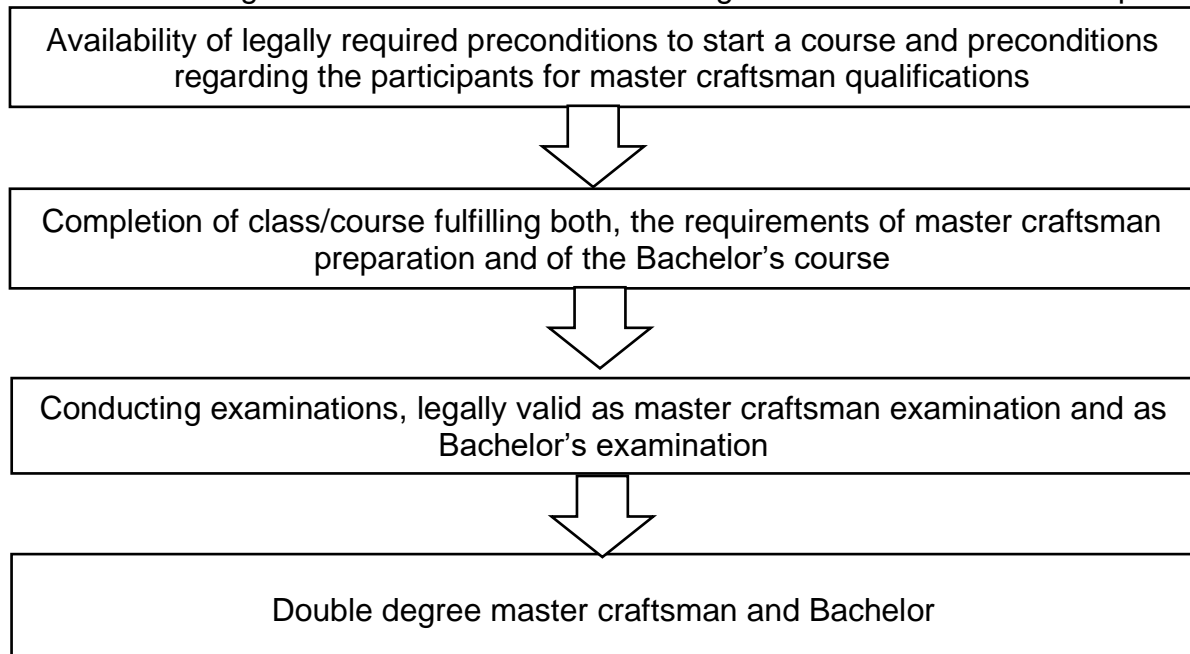 Availability of legally required preconditions to start a course and preconditions
regarding the participants for master craftsman qualifications
Completion of class/course fulfilling both, the requirements of master craftsman
preparation and of the Bachelor’s course
Conducting examinations, legally valid as master craftsman examination and as
Bachelor’s examination
Double degree master craftsman and Bachelor